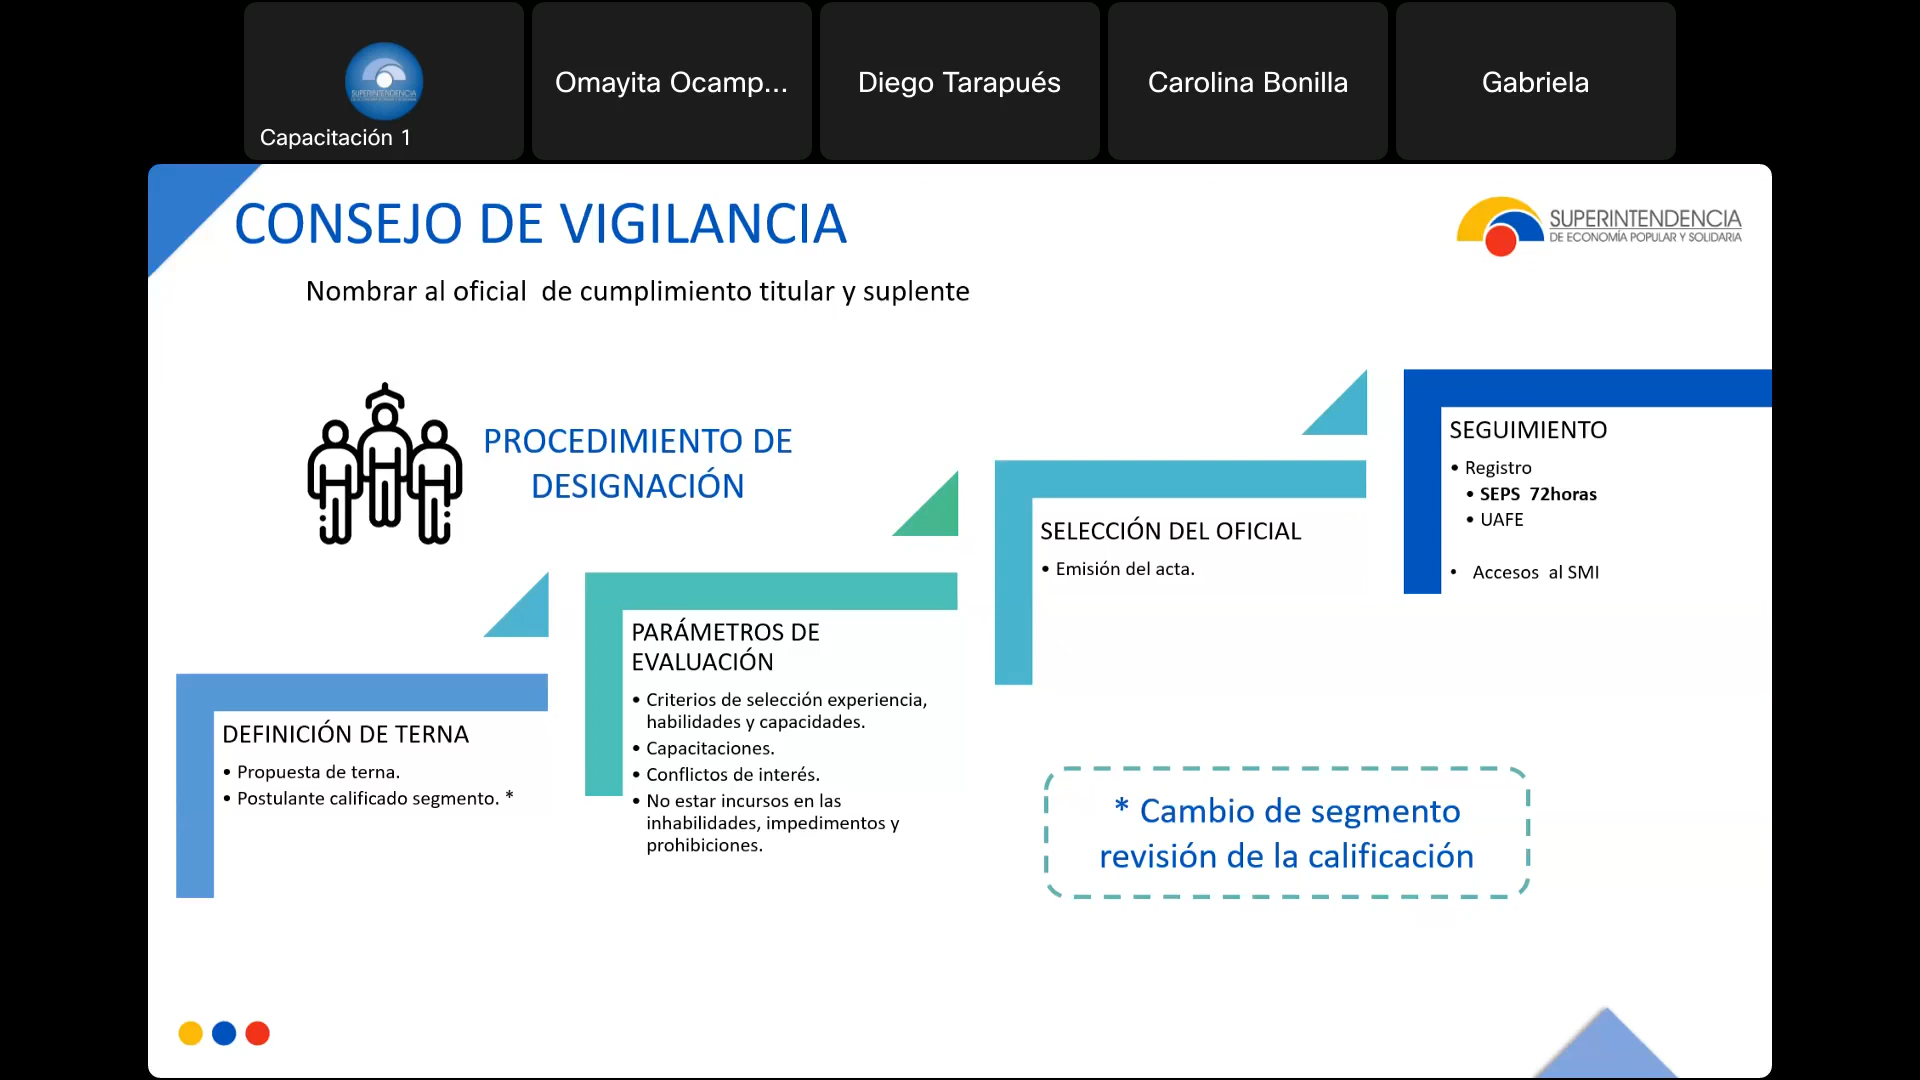 SUPERINTENDENCIA
Capacitación 1
Omayita Ocamp...
Diego Tarapués
Carolina Bonilla
Gabriela
CONSEJO DE VIGILANCIA
SUPERINTENDENCIA
DE ECONOMÍA POPULAR Y SOLIDARIA
Nombrar al oficial de cumplimiento titular y suplente
PROCEDIMIENTO DE
DESIGNACIÓN
DEFINICIÓN DE TERNA
• Propuesta de terna.
• Postulante calificado segmento. *
PARÁMETROS DE
EVALUACIÓN
• Criterios de selección experiencia,
habilidades y capacidades.
• Capacitaciones.
• Conflictos de interés.
• No estar incursos en las
inhabilidades, impedimentos y
prohibiciones.
SELECCIÓN DEL OFICIAL
• Emisión del acta.
SEGUIMIENTO
• Registro
• SEPS 72horas
• UAFE
• Accesos al SMI
* Cambio de segmento
revisión de la calificación